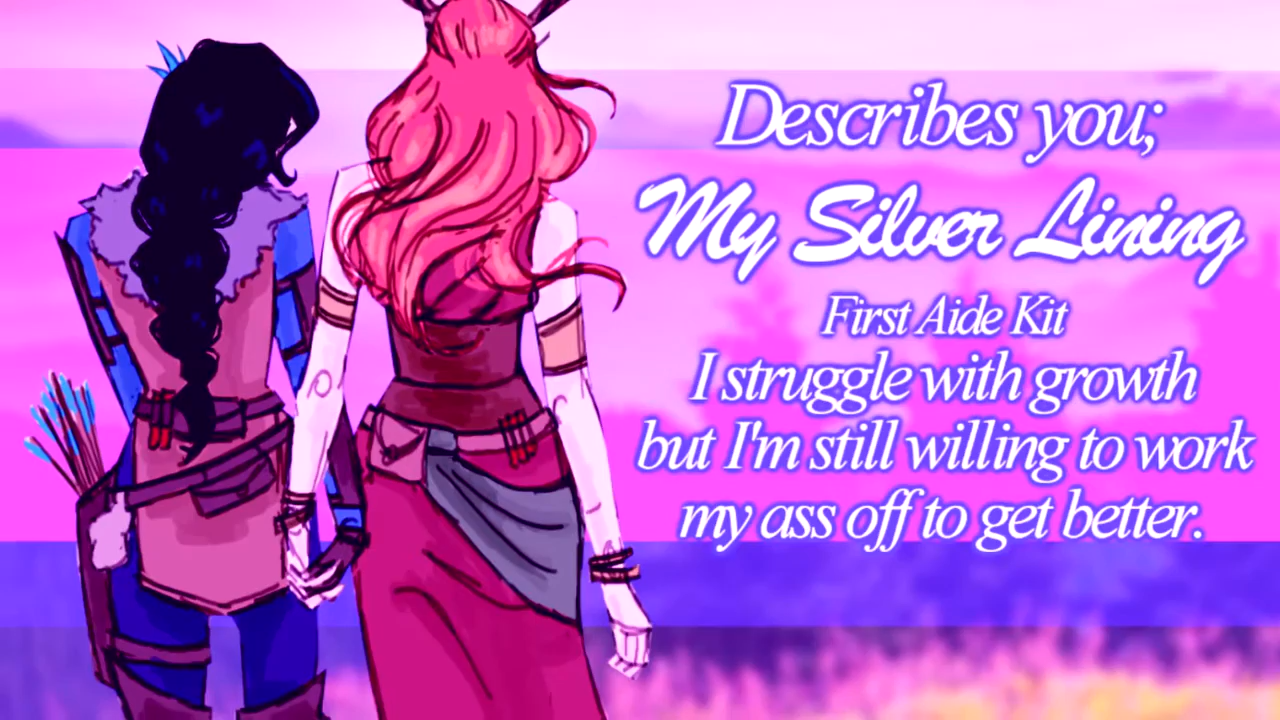 Describes you;
My Silver Lining
First Aide Kit
I struggle with growth
but I'm still willing to work
my ass off to get better.